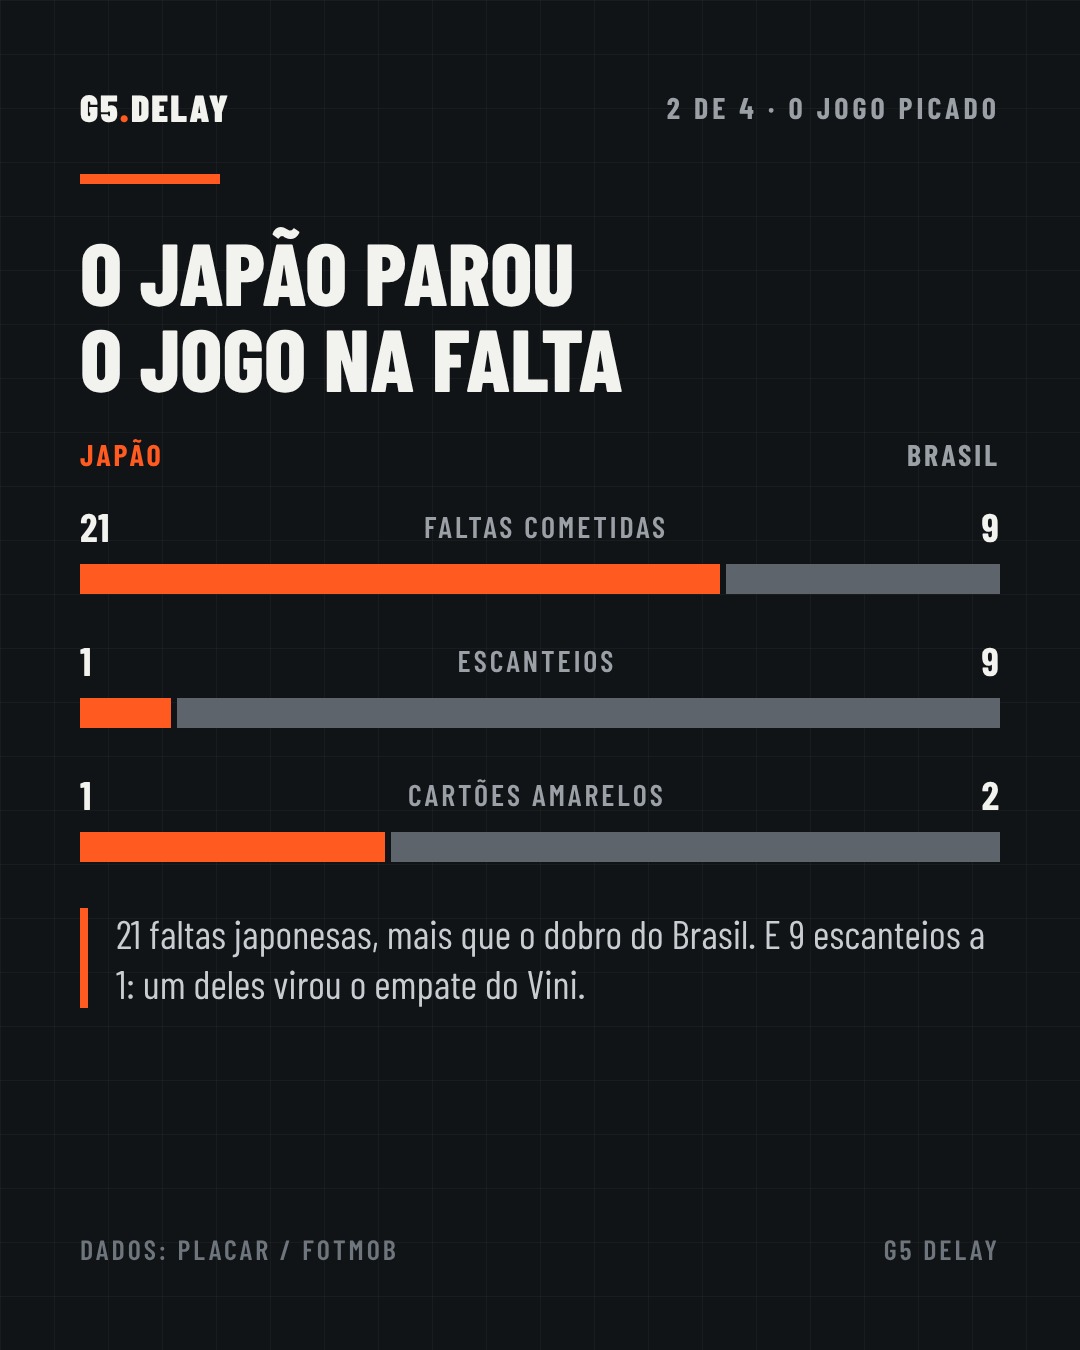 G5.DELAY
2 DE 4 · O JOGO PICADO
O JAPÃO PAROU
O JOGO NA FALTA
JAPÃO
BRASIL
21 FALTAS COMETIDAS 9
1 ESCANTEIOS 9
1 CARTÕES AMARELOS 2
21 faltas japonesas, mais que o dobro do Brasil. E 9 escanteios a
1: um deles virou o empate do Vini.
DADOS: PLACAR / FOTMOB
G5 DELAY